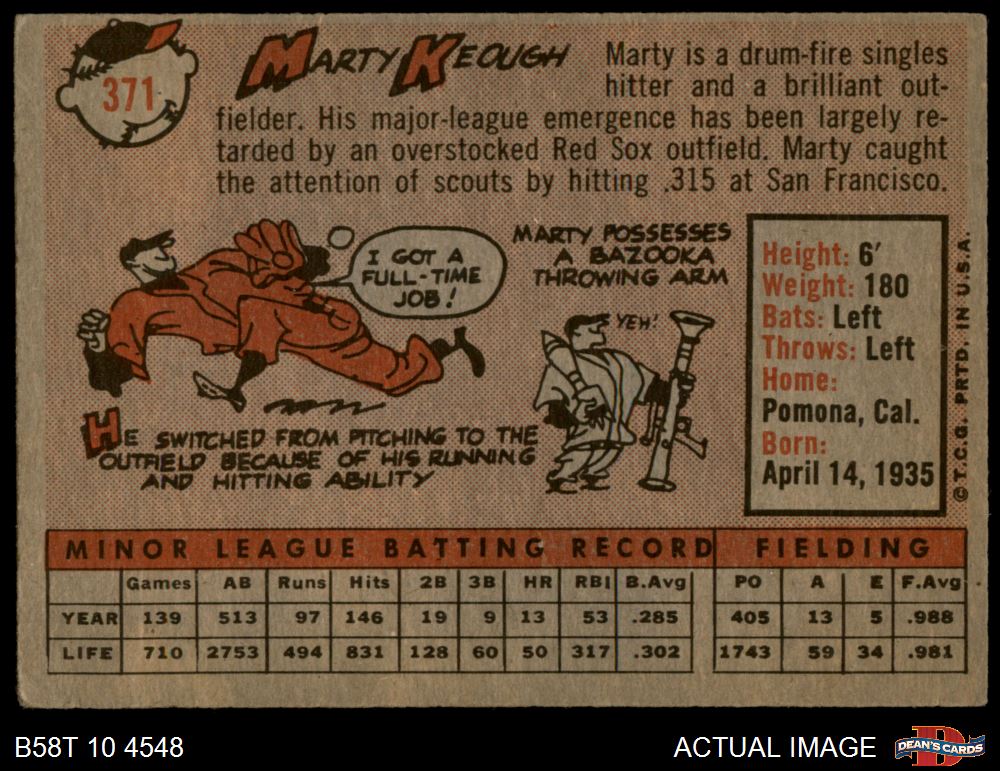 371
MARTY KEOUGH
Marty is a drum-fire singles
hitter and a brilliant out-
fielder. His major-league emergence has been largely re-
tarded by an overstocked Red Sox outfield. Marty caught
the attention of scouts by hitting .315 at San Francisco.
I GOT A
FULL-TIME
JOB!
HE SWITCHED FROM PITCHING TO THE
OUTFIELD BECAUSE OF HIS RUNNING
AND HITTING ABILITY
MARTY POSSESSES
A BAZOOKA
THROWING ARM
YEH!
Height: 6'
Weight: 180
Bats: Left
Throws: Left
Home:
Pomona, Cal.
Born:
April 14, 1935
© T.C.G. PRTD. IN U.S.A.
MINOR LEAGUE BATTING RECORD FIELDING
Games AB Runs Hits 2B 3B HR RBI B.Avg PO A E F.Avg
YEAR 139 513 97 146 19 9 13 53 .285 405 13 5 .988
LIFE 710 2753 494 831 128 60 50 317 .302 1743 59 34 .981
B58T 10 4548
ACTUAL IMAGE
D
DEAN'S CARDS